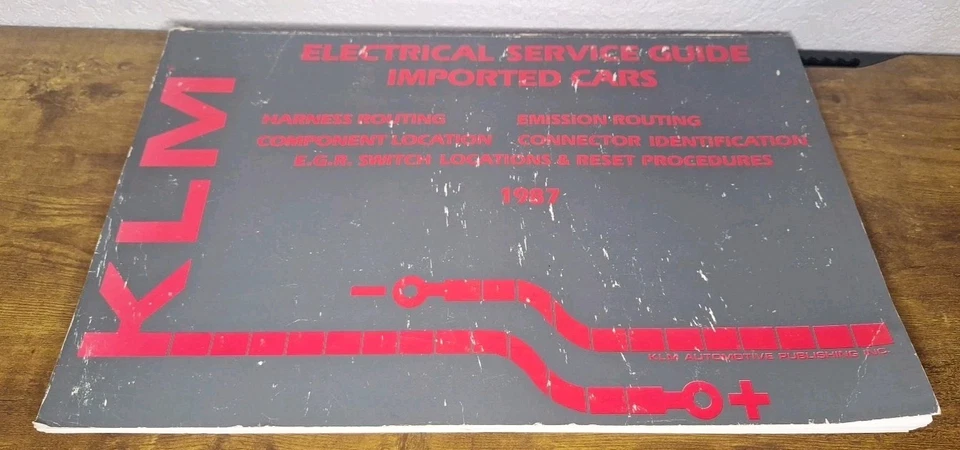 KLM
ELECTRICAL SERVICE GUIDE
IMPORTED CARS
HARNESS ROUTING EMISSION ROUTING
COMPONENT LOCATION CONNECTOR IDENTIFICATION
E.G.R. SWITCH LOCATIONS & RESET PROCEDURES
1987
- 
KLM AUTOMOTIVE PUBLISHING INC.
+